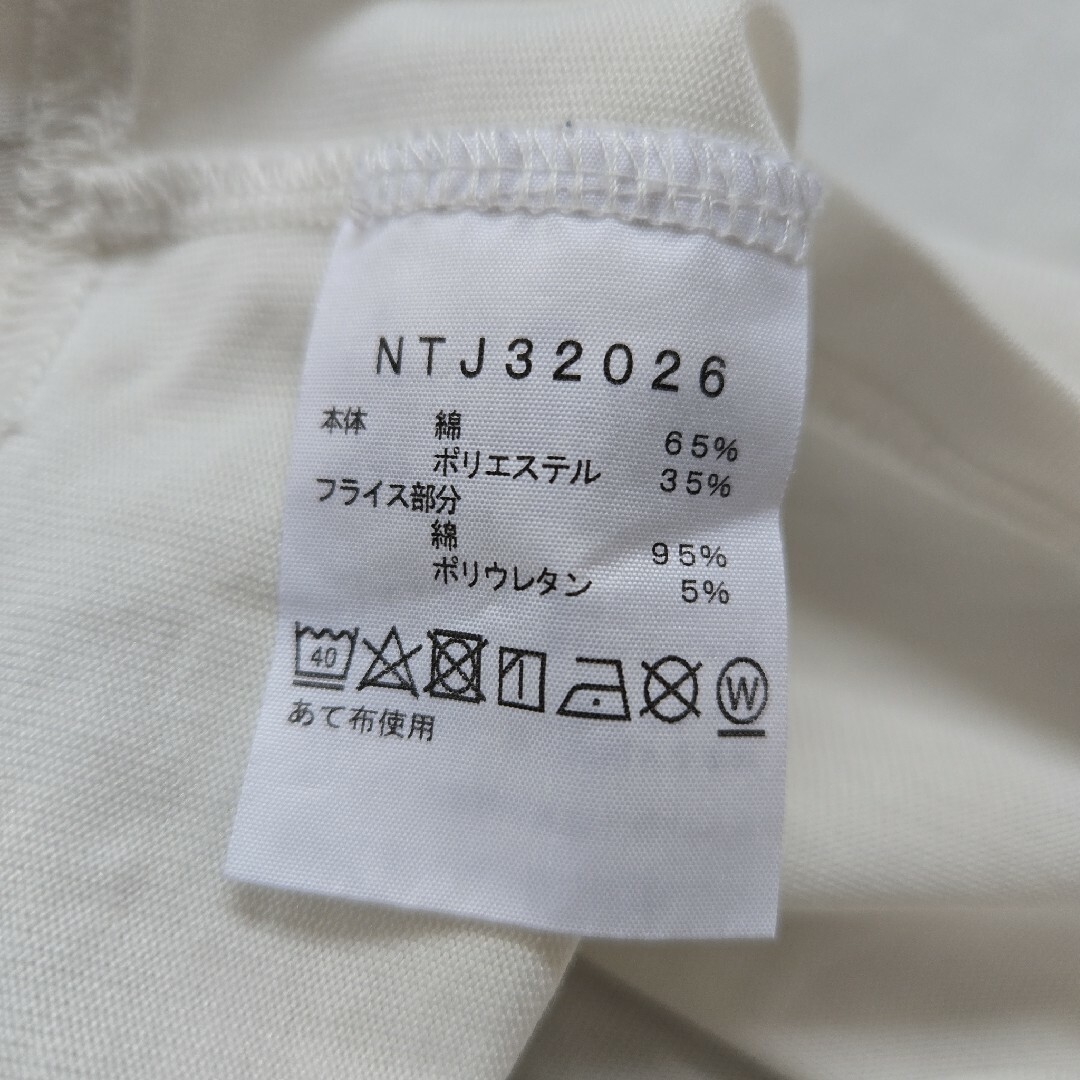 NTJ32026
本体 綿 65%
ポリエステル 35%
フライス部分
綿 95%
ポリウレタン 5%
40 W
あて布使用